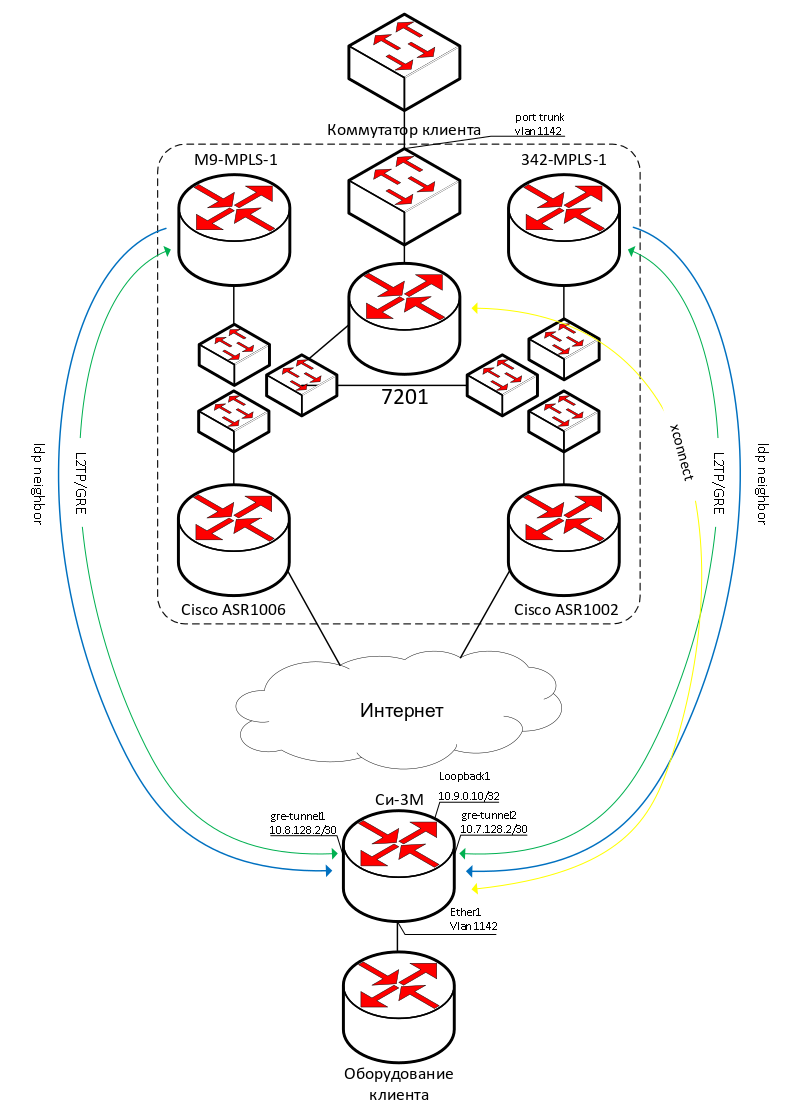 port trunk
vlan1142
Коммутатор клиента
M9-MPLS-1
342-MPLS-1
7201
xconnect
ldp neighbor
L2TP/GRE
L2TP/GRE
ldp neighbor
Cisco ASR1006
Cisco ASR1002
Интернет
Loopback1
10.9.0.10/32
Си-3М
gre-tunnel1
10.8.128.2/30
gre-tunnel2
10.7.128.2/30
Ether1
Vlan1142
Оборудование
клиента